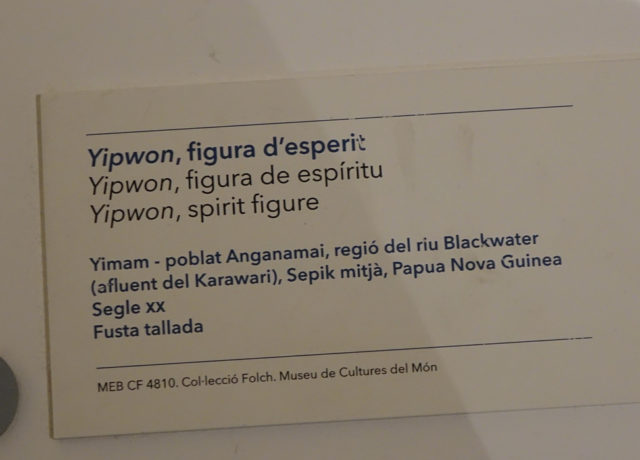 Yipwon, figura d'esperit
Yipwon, figura de espíritu
Yipwon, spirit figure
Yimam - poblat Anganamai, regió del riu Blackwater
(afluent del Karawari), Sepik mitjà, Papua Nova Guinea
Segle xx
Fusta tallada
MEB CF 4810. Col·lecció Folch. Museu de Cultures del Món